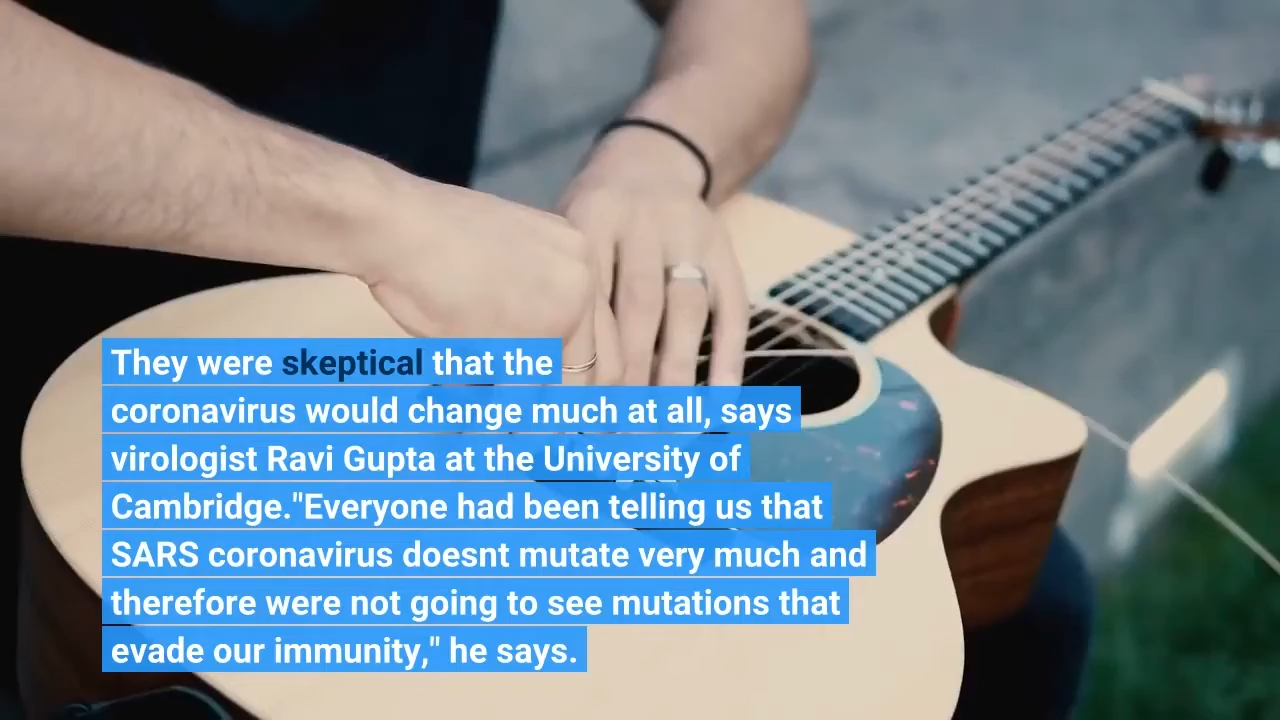 They were skeptical that the
coronavirus would change much at all, says
virologist Ravi Gupta at the University of
Cambridge."Everyone had been telling us that
SARS coronavirus doesnt mutate very much and
therefore were not going to see mutations that
evade our immunity," he says.